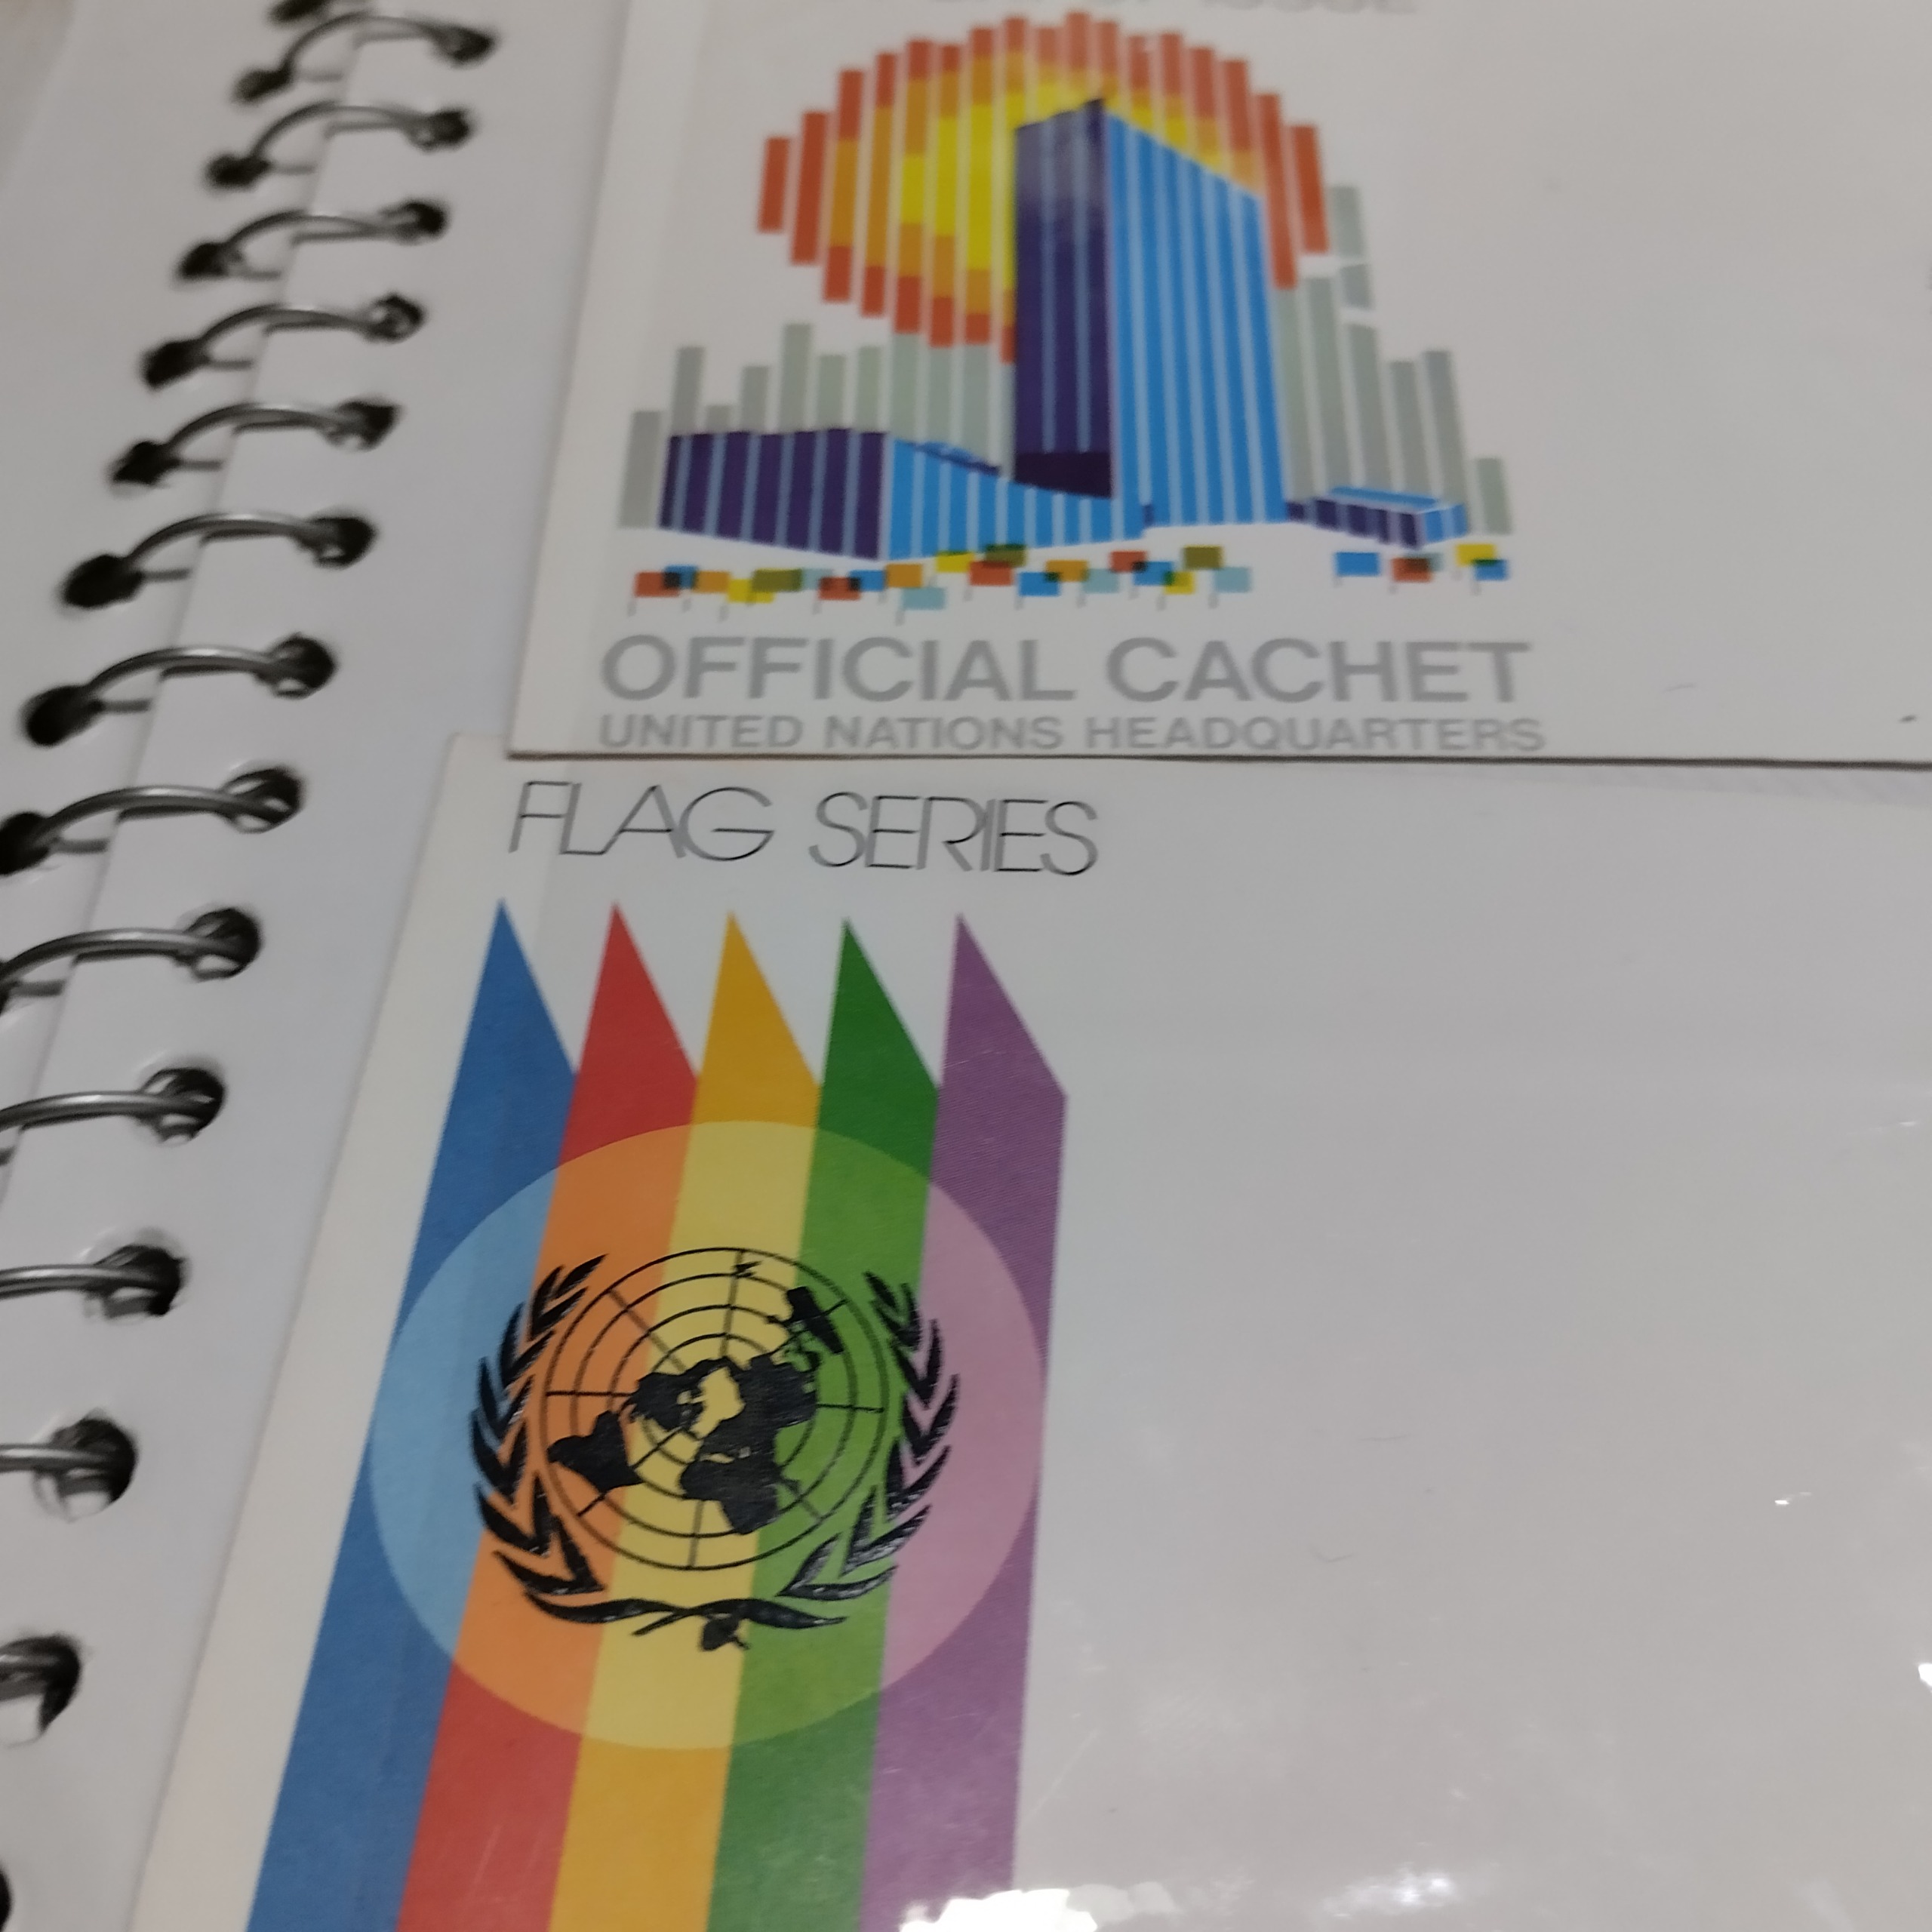 OFFICIAL CACHET
UNITED NATIONS HEADQUARTERS
FLAG SERIES